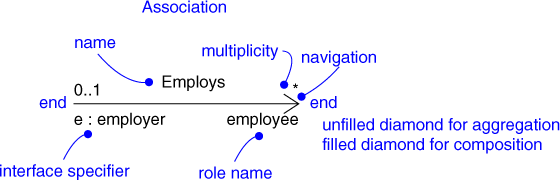 Association
name
multiplicity
navigation
0..1
Employs
*
end
end
e : employer
employee
unfilled diamond for aggregation
filled diamond for composition
interface specifier
role name